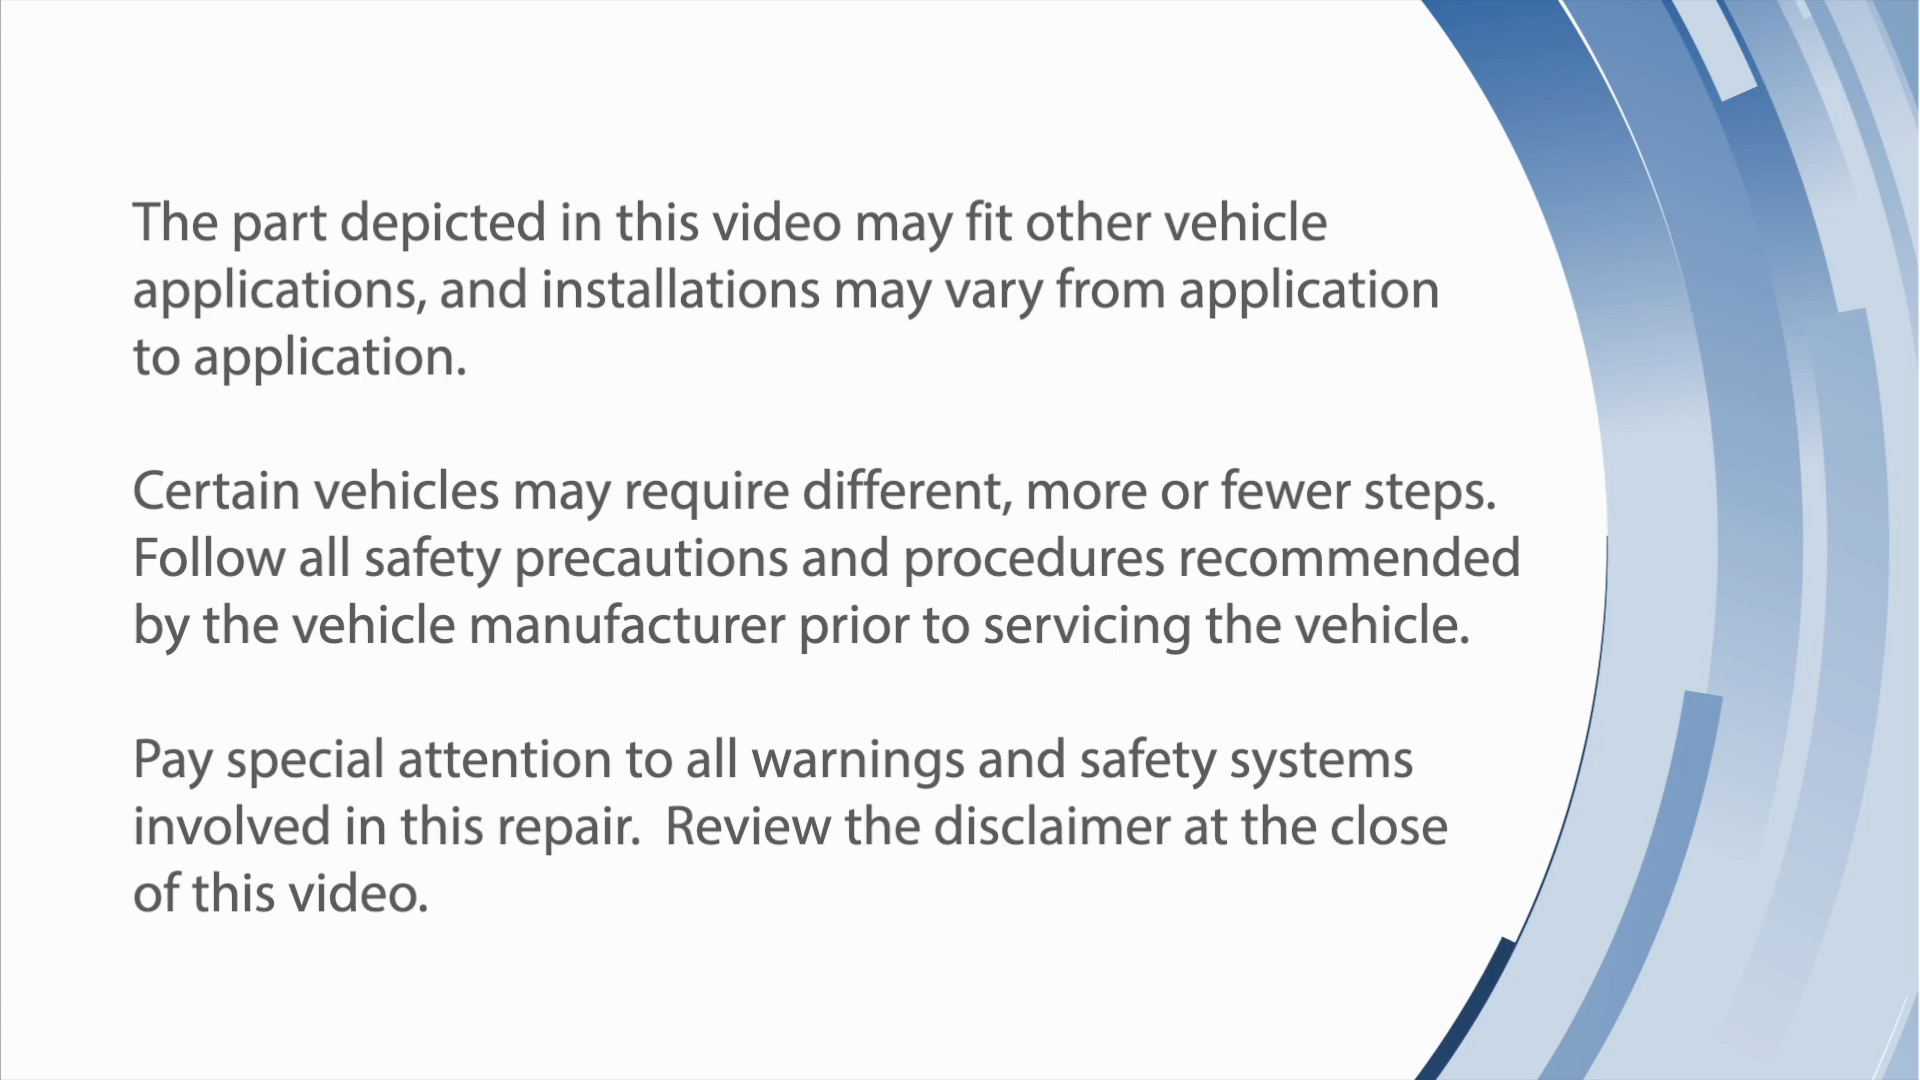 The part depicted in this video may fit other vehicle
applications, and installations may vary from application
to application.
Certain vehicles may require different, more or fewer steps.
Follow all safety precautions and procedures recommended
by the vehicle manufacturer prior to servicing the vehicle.
Pay special attention to all warnings and safety systems
involved in this repair.  Review the disclaimer at the close
of this video.